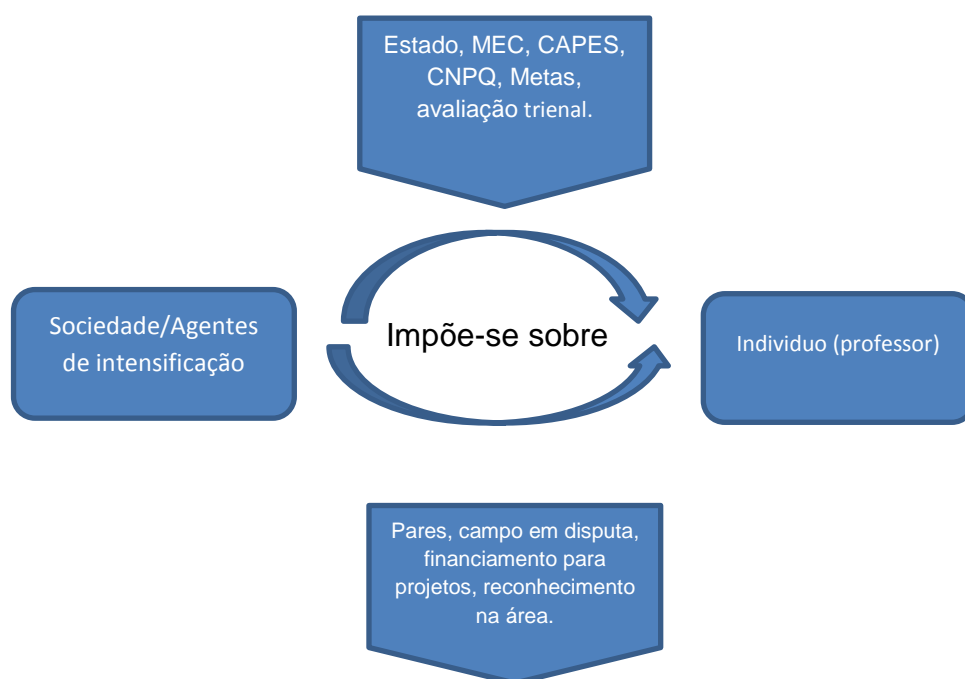 Estado, MEC, CAPES,
CNPQ, Metas,
avaliação trienal.
Sociedade/Agentes
de intensificação
Impõe-se sobre
Individuo (professor)
Pares, campo em disputa,
financiamento para
projetos, reconhecimento
na área.